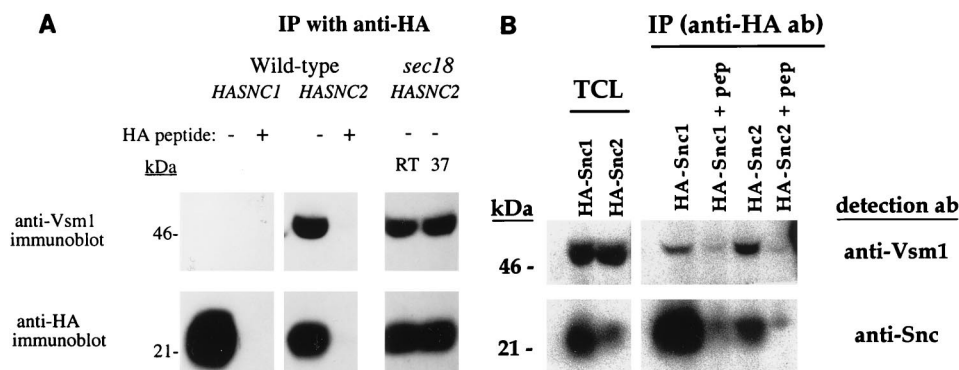 A
IP with anti-HA
Wild-type sec18
HASNC1 HASNC2 HASNC2
HA peptide: - + - + - -
kDa RT 37
anti-Vsm1
immunoblot
46-
anti-HA
immunoblot
21-
B
IP (anti-HA ab)
TCL
HA-Snc1
HA-Snc2
HA-Snc1
HA-Snc1 + pep
HA-Snc2
HA-Snc2 + pep
kDa
detection ab
46 -
anti-Vsm1
21 -
anti-Snc